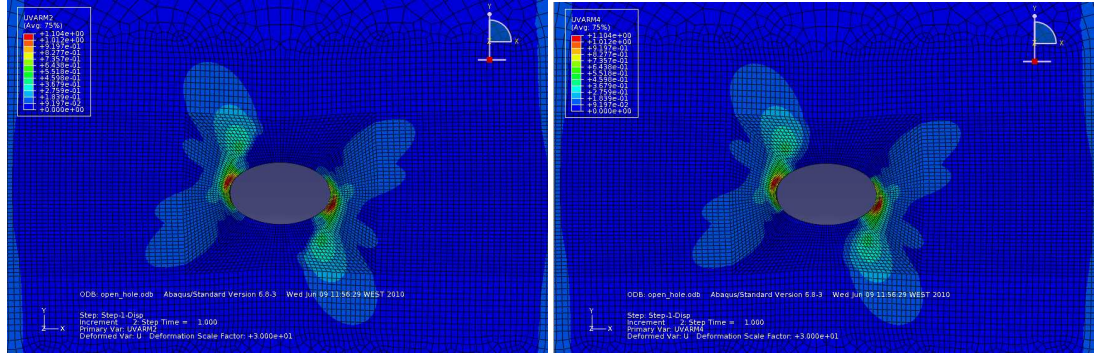 UVARM2
(Avg: 75%)
+1.104e+00
+1.012e+00
+9.197e-01
+8.277e-01
+7.357e-01
+6.438e-01
+5.518e-01
+4.598e-01
+3.679e-01
+2.759e-01
+1.839e-01
+9.197e-02
+0.000e+00
Y
X
Z
ODB: open_hole.odb Abaqus/Standard Version 6.8-3 Wed Jun 09 11:56:29 WEST 2010
Y
Z X
Step: Step-1-Disp
Increment 2: Step Time = 1.000
Primary Var: UVARM2
Deformed Var: U Deformation Scale Factor: +3.000e+01
UVARM4
(Avg: 75%)
+1.104e+00
+1.012e+00
+9.197e-01
+8.277e-01
+7.357e-01
+6.438e-01
+5.518e-01
+4.598e-01
+3.679e-01
+2.759e-01
+1.839e-01
+9.197e-02
+0.000e+00
Y
X
Z
ODB: open_hole.odb Abaqus/Standard Version 6.8-3 Wed Jun 09 11:56:29 WEST 2010
Y
Z X
Step: Step-1-Disp
Increment 2: Step Time = 1.000
Primary Var: UVARM4
Deformed Var: U Deformation Scale Factor: +3.000e+01